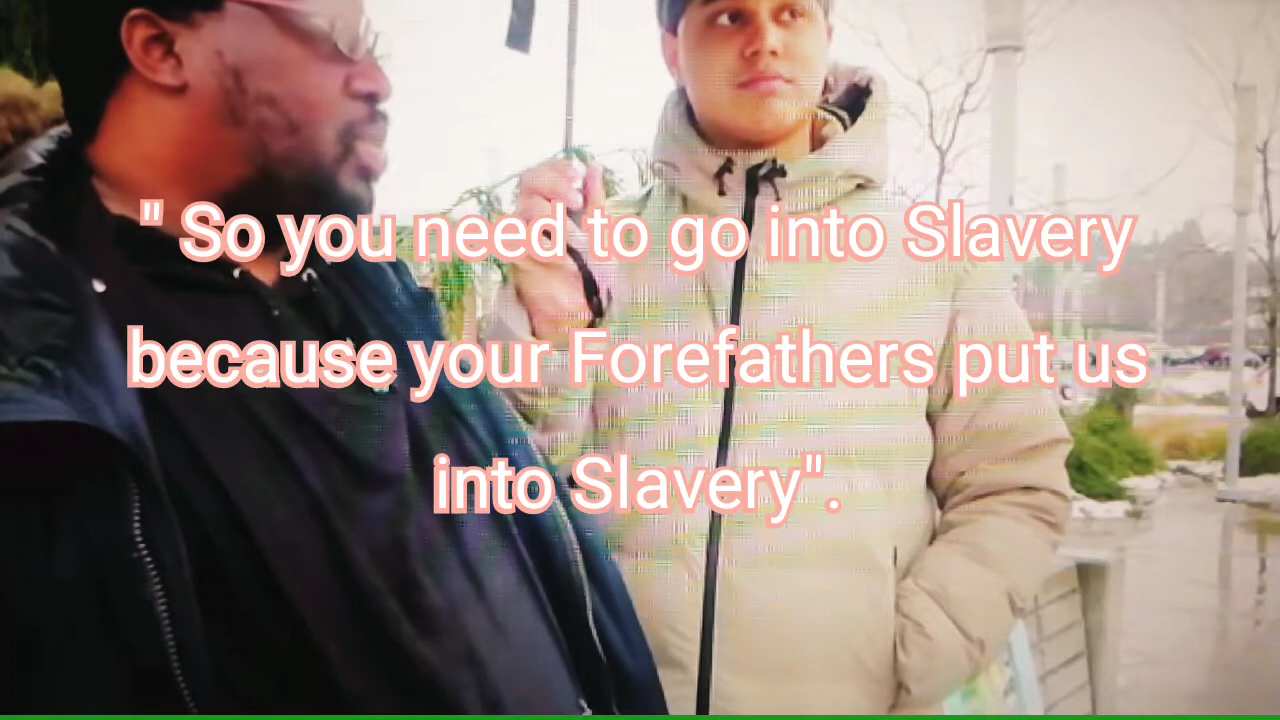 " So you need to go into Slavery
because your Forefathers put us
into Slavery".